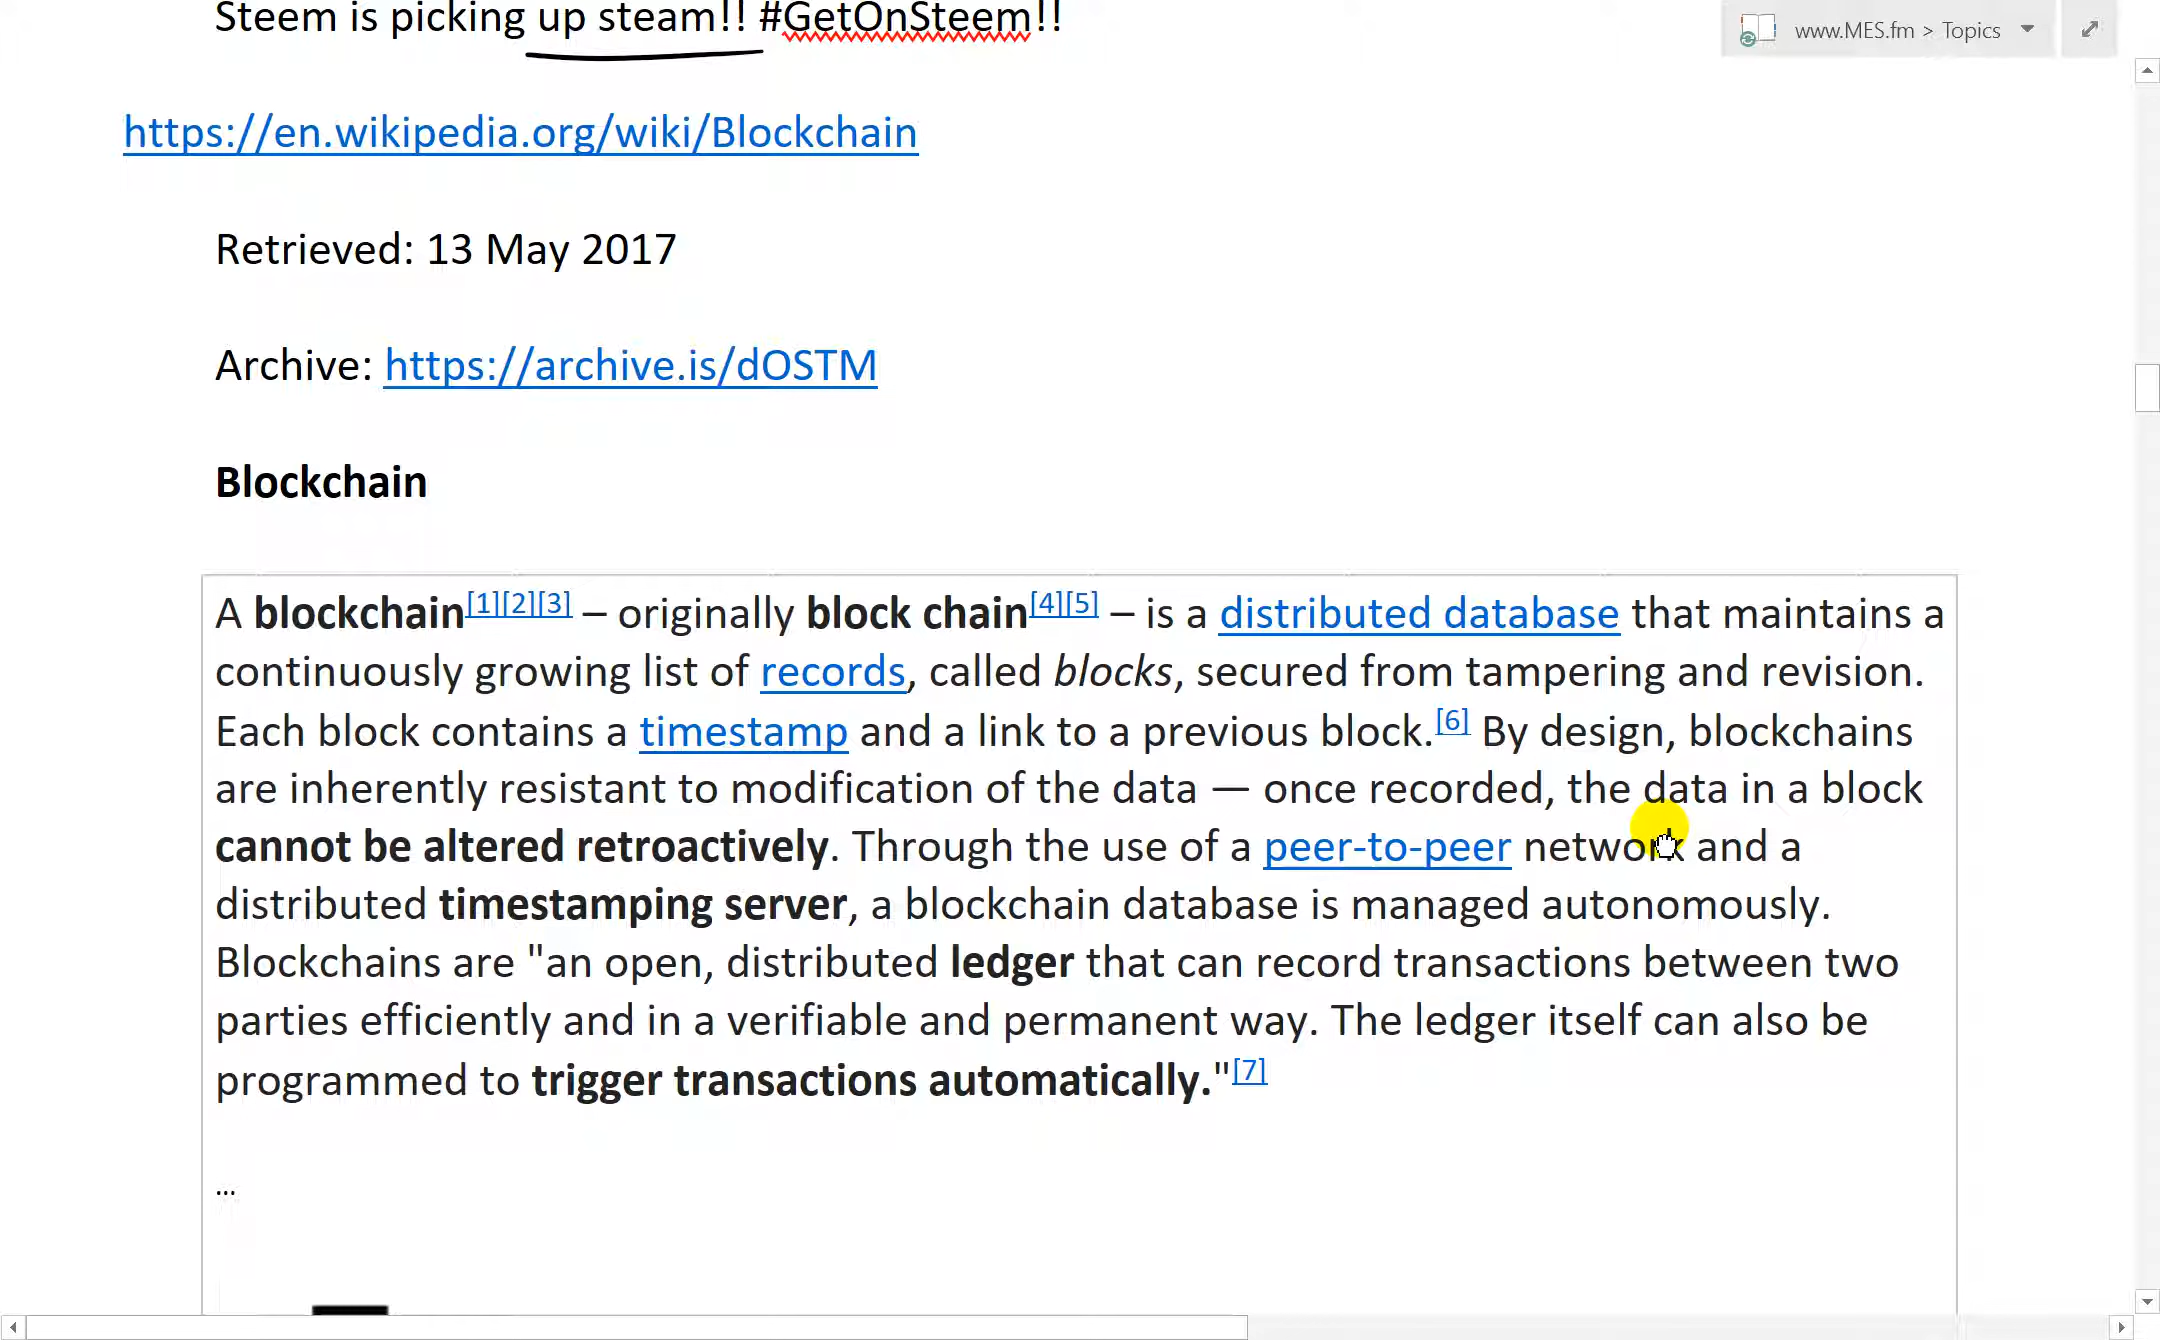 Steem is picking up steam!! #GetOnSteem!!
www.MES.fm > Topics
https://en.wikipedia.org/wiki/Blockchain
Retrieved: 13 May 2017
Archive: https://archive.is/dOSTM
Blockchain
A blockchain[1][2][3] – originally block chain[4][5] – is a distributed database that maintains a
continuously growing list of records, called blocks, secured from tampering and revision.
Each block contains a timestamp and a link to a previous block.[6] By design, blockchains
are inherently resistant to modification of the data — once recorded, the data in a block
cannot be altered retroactively. Through the use of a peer-to-peer network and a
distributed timestamping server, a blockchain database is managed autonomously.
Blockchains are "an open, distributed ledger that can record transactions between two
parties efficiently and in a verifiable and permanent way. The ledger itself can also be
programmed to trigger transactions automatically."[7]
...